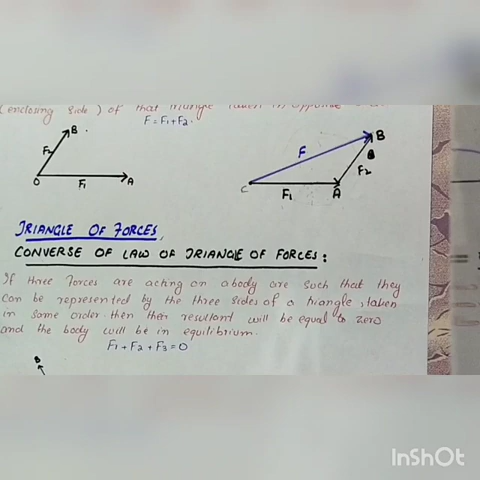 (enclosing side) of that triangle taken in opposite
F=F1+F2.
B.
F2
O
F1
A
F
B
θ
F2
C
F1
A
TRIANGLE OF FORCES
CONVERSE OF LAW OF TRIANGLE OF FORCES:
If three forces are acting on a body are such that they
can be represented by the three sides of a triangle, taken
in same order. then their resultant will be equal to zero
and the body will be in equilibrium.
F1+F2+F3=0
B
InShOt